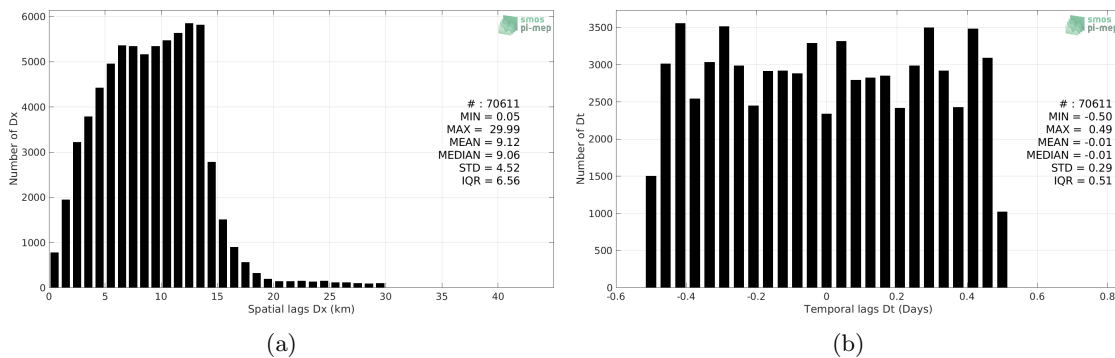 6000
5000
4000
3000
2000
1000
0
Number of Dx
0 5 10 15 20 25 30 35 40
Spatial lags Dx (km)
smos
pi-mep
# : 70611
MIN = 0.05
MAX = 29.99
MEAN = 9.12
MEDIAN = 9.06
STD = 4.52
IQR = 6.56
(a)
3500
3000
2500
2000
1500
1000
500
0
Number of Dt
-0.6 -0.4 -0.2 0 0.2 0.4 0.6 0.8
Temporal lags Dt (Days)
smos
pi-mep
# : 70611
MIN = -0.50
MAX = 0.49
MEAN = -0.01
MEDIAN = -0.01
STD = 0.29
IQR = 0.51
(b)